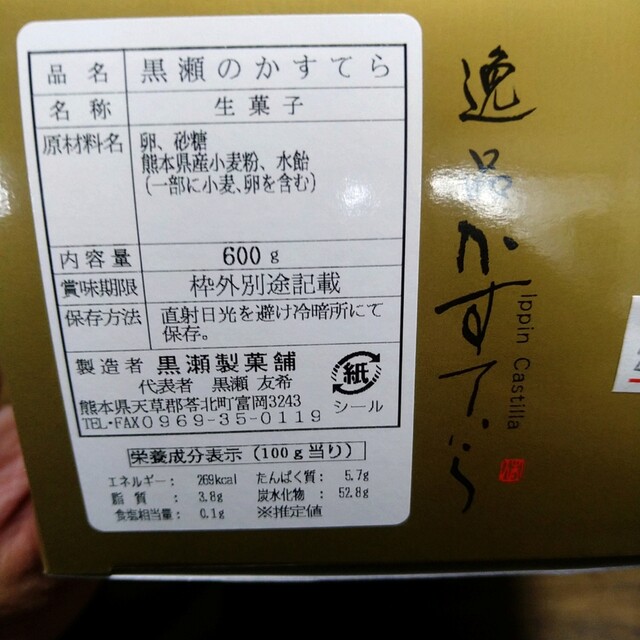 品名 黒瀬のかすてら
名称 生菓子
原材料名 卵、砂糖
熊本県産小麦粉、水飴
(一部に小麦、卵を含む)
内容量 600g
賞味期限 枠外別途記載
保存方法 直射日光を避け冷暗所にて
保存。
製造者 黒瀬製菓舗
代表者 黒瀬 友希
熊本県天草郡苓北町富岡3243
TEL・FAX0969-35-0119
紙
シール
栄養成分表示(100g当り)
エネルギー: 269kcal たんぱく質: 5.7g
脂質: 3.8g 炭水化物: 52.8g
食塩相当量: 0.1g ※推定値
逸品かすてら
Ippin Castilla